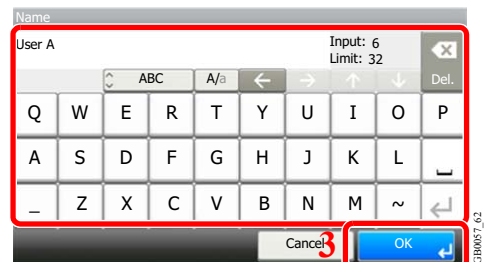 Name
User A Input: 6
Limit: 32
ABC A/a ← → ↑ ↓ Del.
Q W E R T Y U I O P
A S D F G H J K L
_ Z X C V B N M ~
Cancel 3 OK
GB0057_62